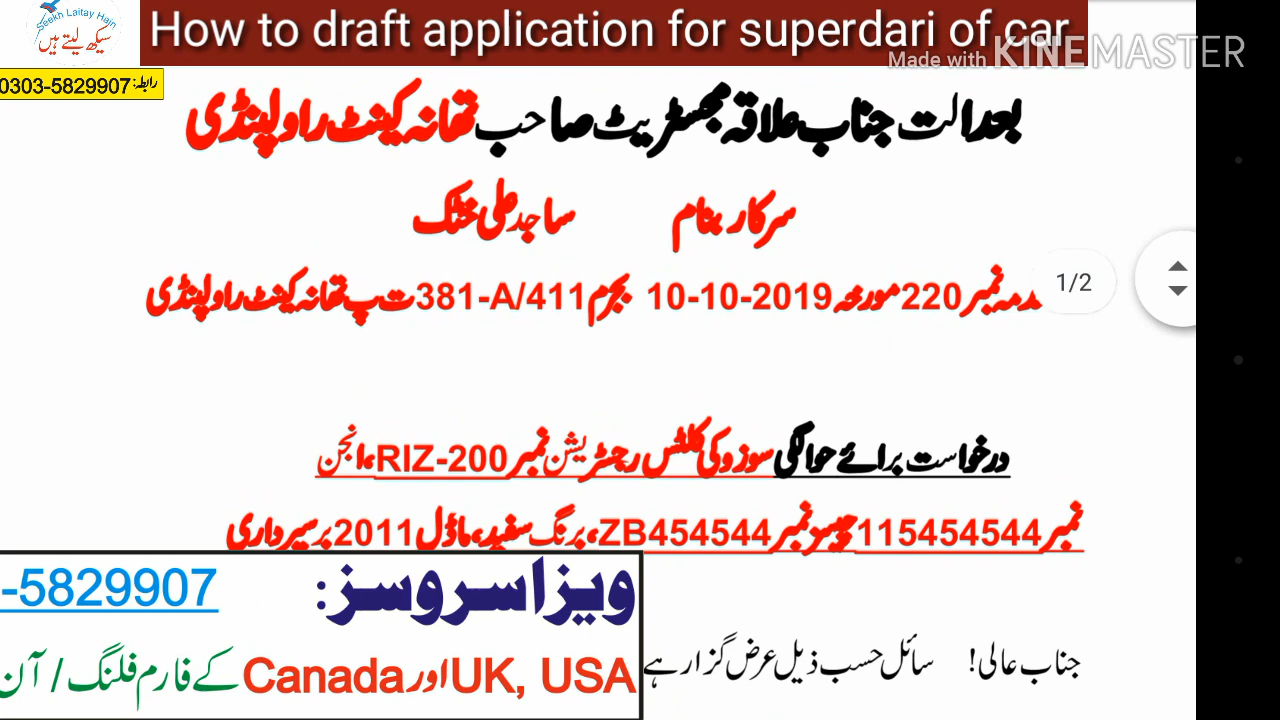 Seekh Laitay Hain
سیکھ لیتے ہیں
How to draft application for superdari of car
Made with KINEMASTER
رابطہ: 0303-5829907
بعدالت جناب علاقہ مجسٹریٹ صاحب تھانہ کینٹ راولپنڈی
سرکار بنام ساجد علی خٹک
دمہ نمبر 220 مورخہ 10-10-2019 بجرم 381-A/411 ت پ تھانہ کینٹ راولپنڈی
1/2
درخواست برائے حوالگی سوزوکی کلٹس رجسٹریشن نمبر RIZ-200، انجن
نمبر 115454544 چیسز نمبر ZB454544، برنگ سفید، ماڈل 2011 بر سپرداری
جناب عالی! سائل حسب ذیل عرض گزار ہے
ویزا سروسز:
-5829907
UK, USA اور Canada کے فارم فلنگ / آن